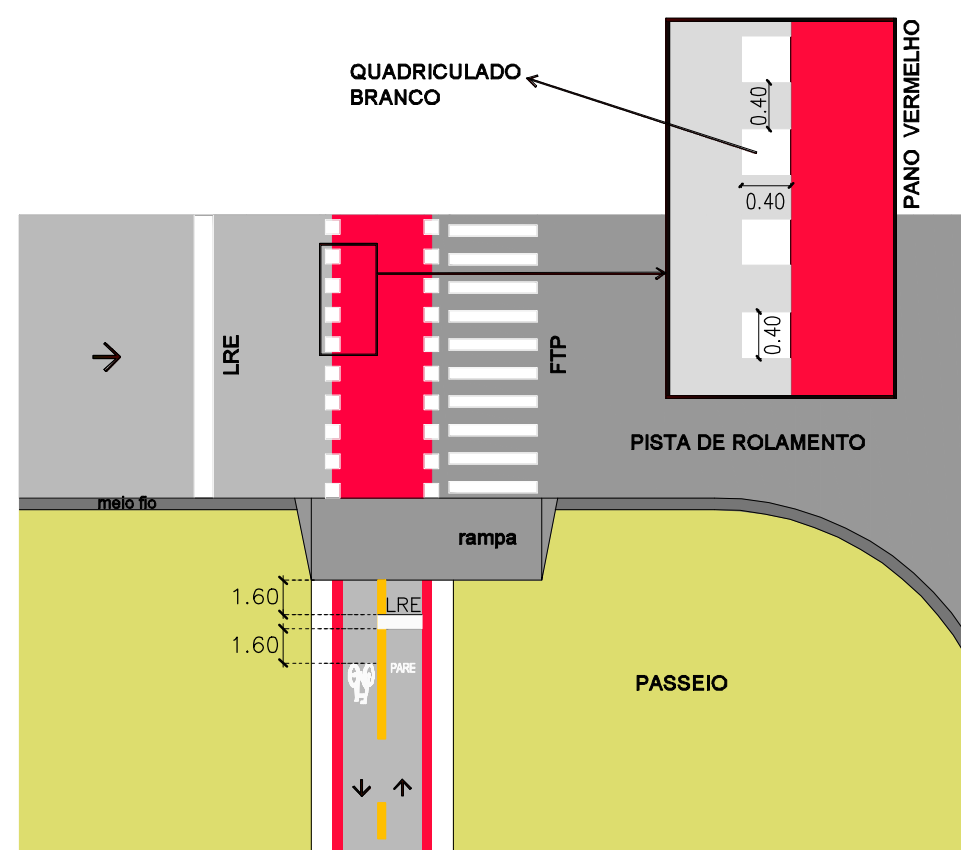 QUADRICULADO
BRANCO
0.40
0.40
0.40
PANO VERMELHO
LRE
FTP
PISTA DE ROLAMENTO
meio fio
rampa
1.60
LRE
1.60
PARE
PASSEIO